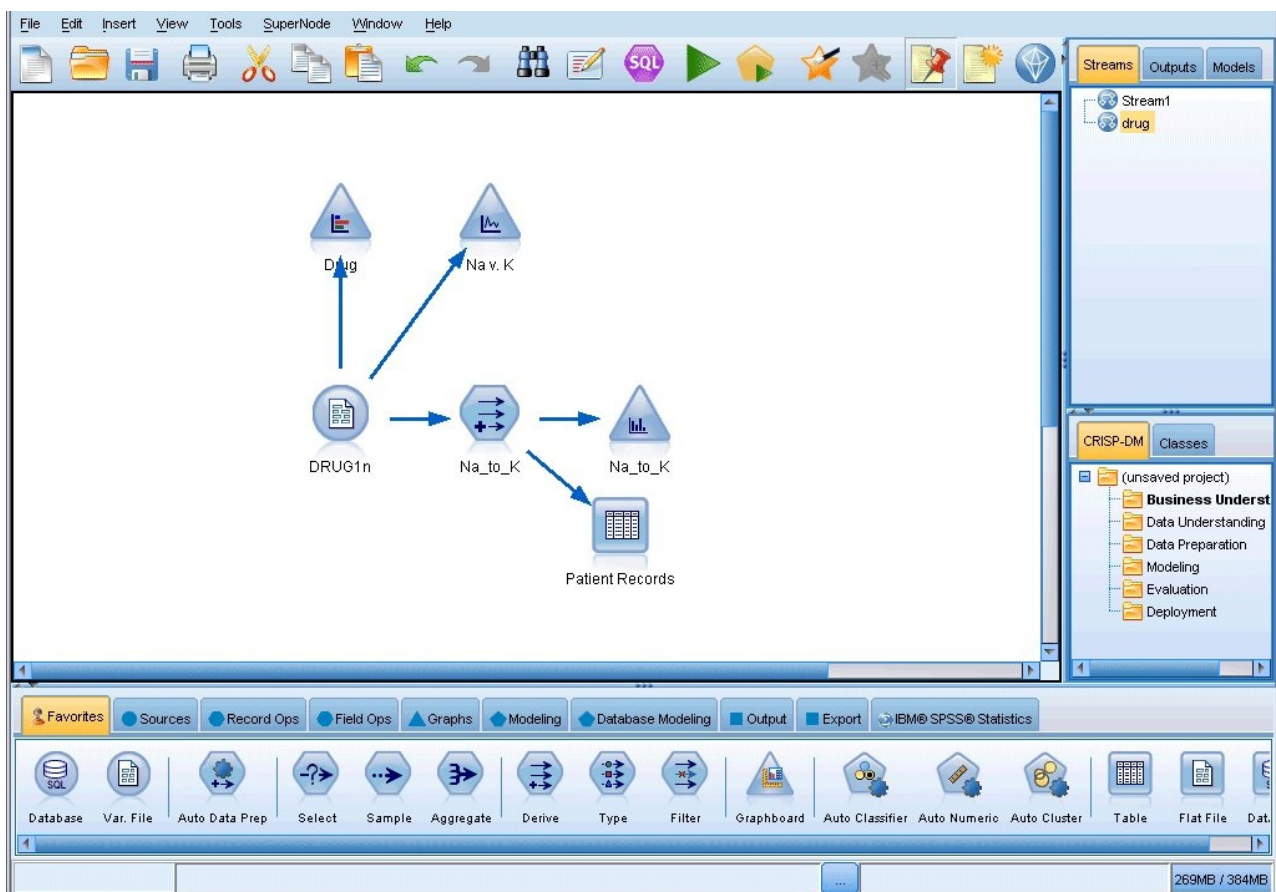 File Edit Insert View Tools SuperNode Window Help
SQL
Streams Outputs Models
Stream1
drug
Drug
Na v. K
DRUG1n
Na_to_K
Na_to_K
Patient Records
CRISP-DM Classes
(unsaved project)
Business Underst
Data Understanding
Data Preparation
Modeling
Evaluation
Deployment
Favorites Sources Record Ops Field Ops Graphs Modeling Database Modeling Output Export IBM® SPSS® Statistics
SQL
Database Var. File Auto Data Prep Select Sample Aggregate Derive Type Filter Graphboard Auto Classifier Auto Numeric Auto Cluster Table Flat File Dat
...
269MB / 384MB